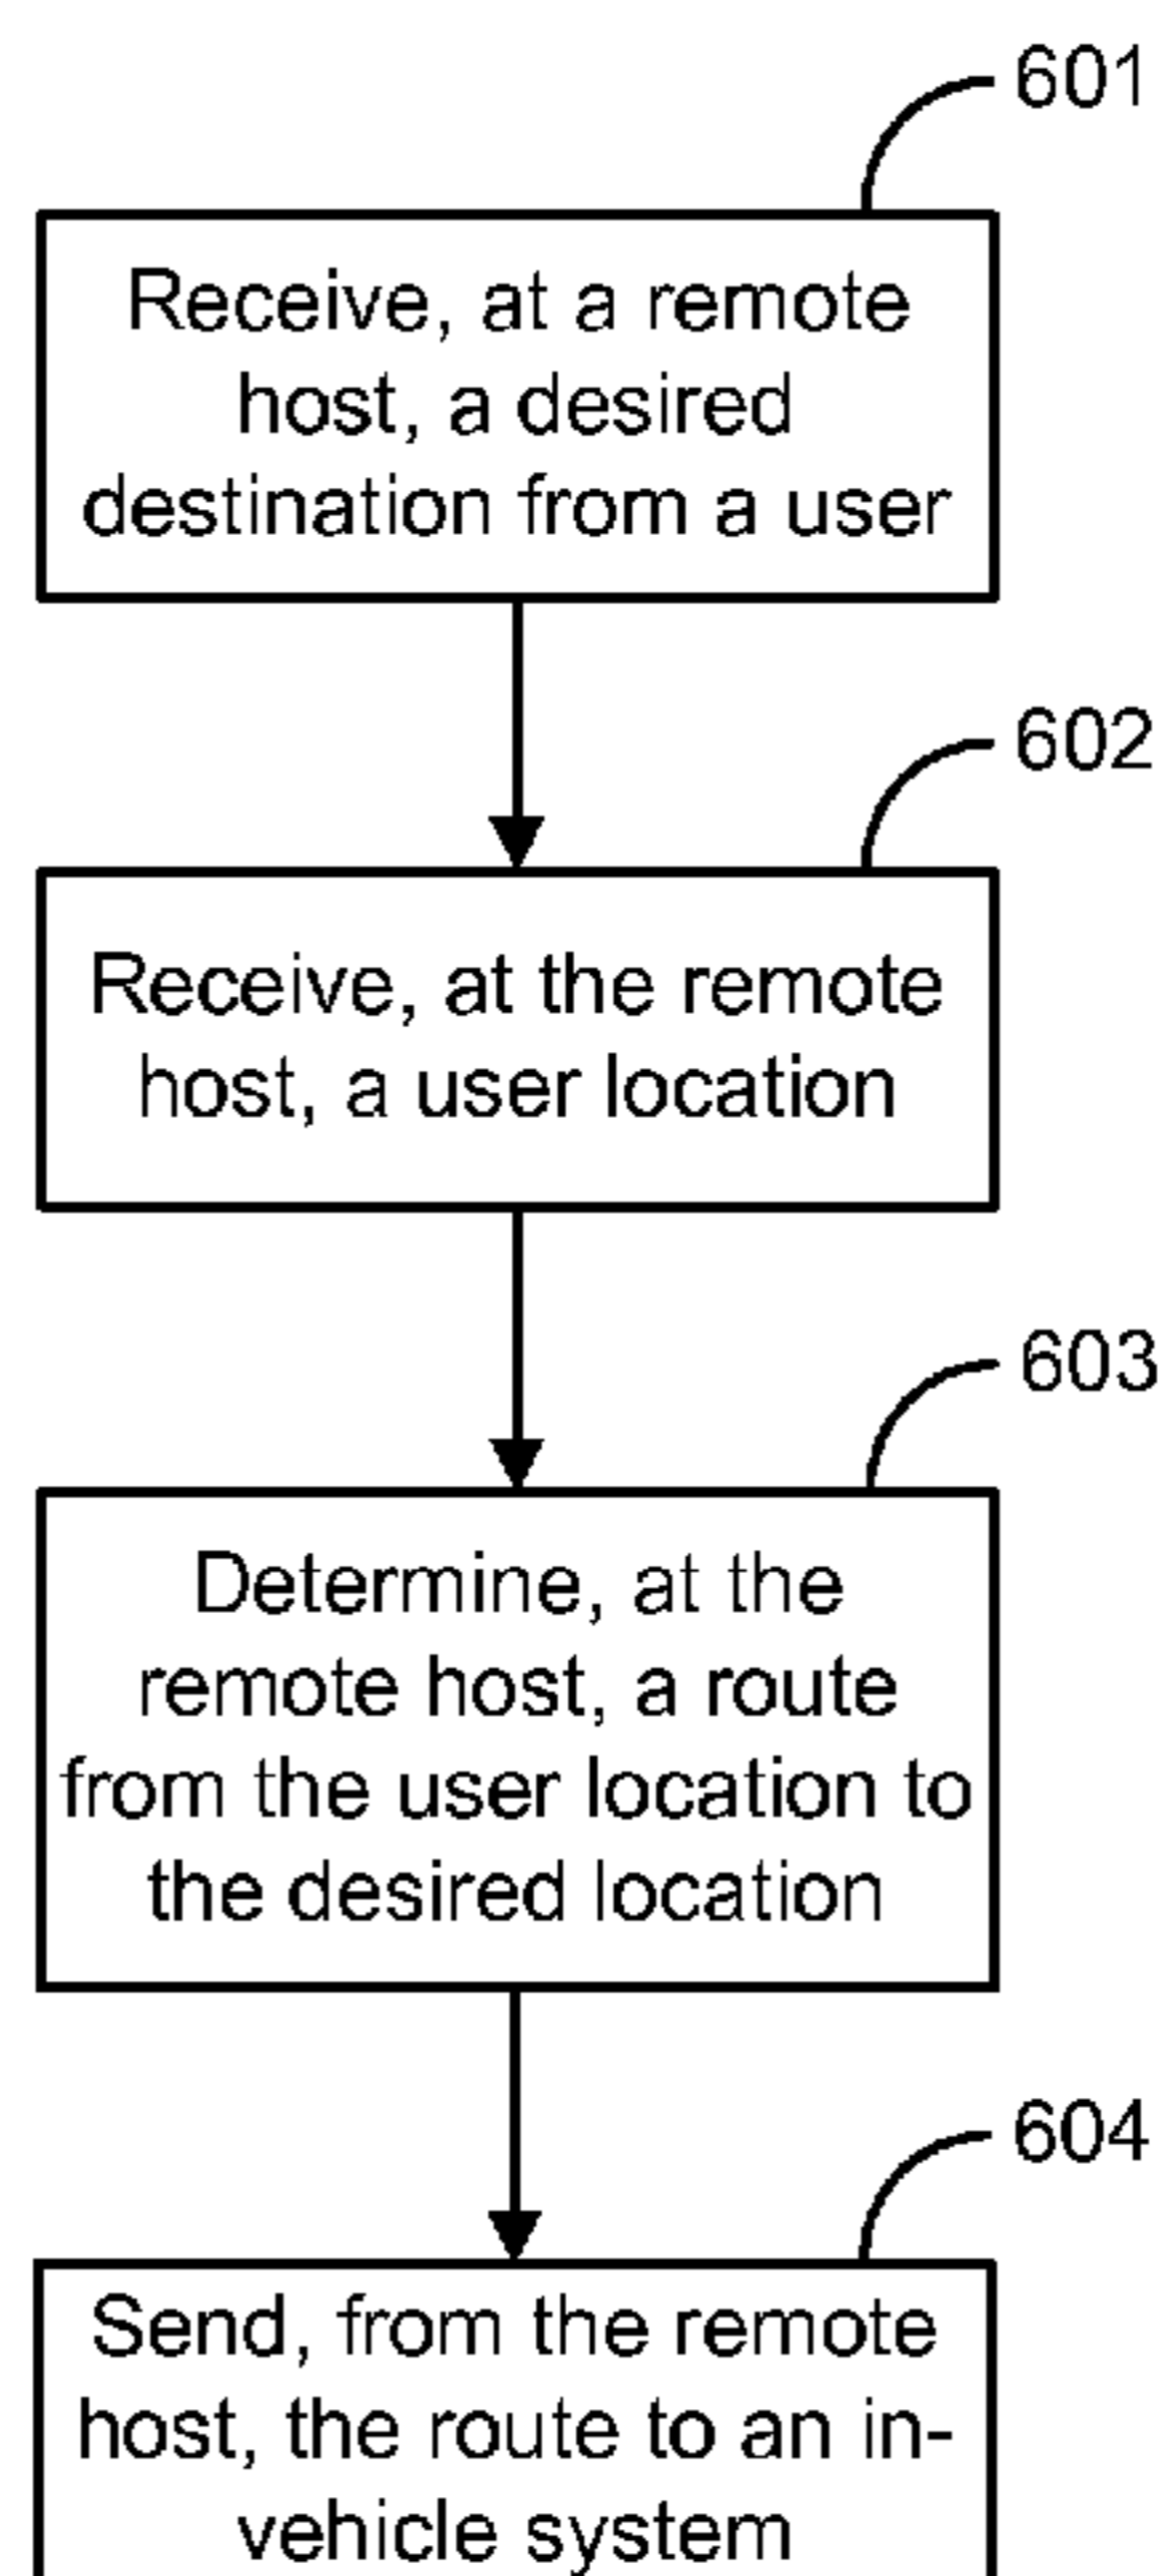 601
Receive, at a remote
host, a desired
destination from a user
602
Receive, at the remote
host, a user location
603
Determine, at the
remote host, a route
from the user location to
the desired location
604
Send, from the remote
host, the route to an in-
vehicle system